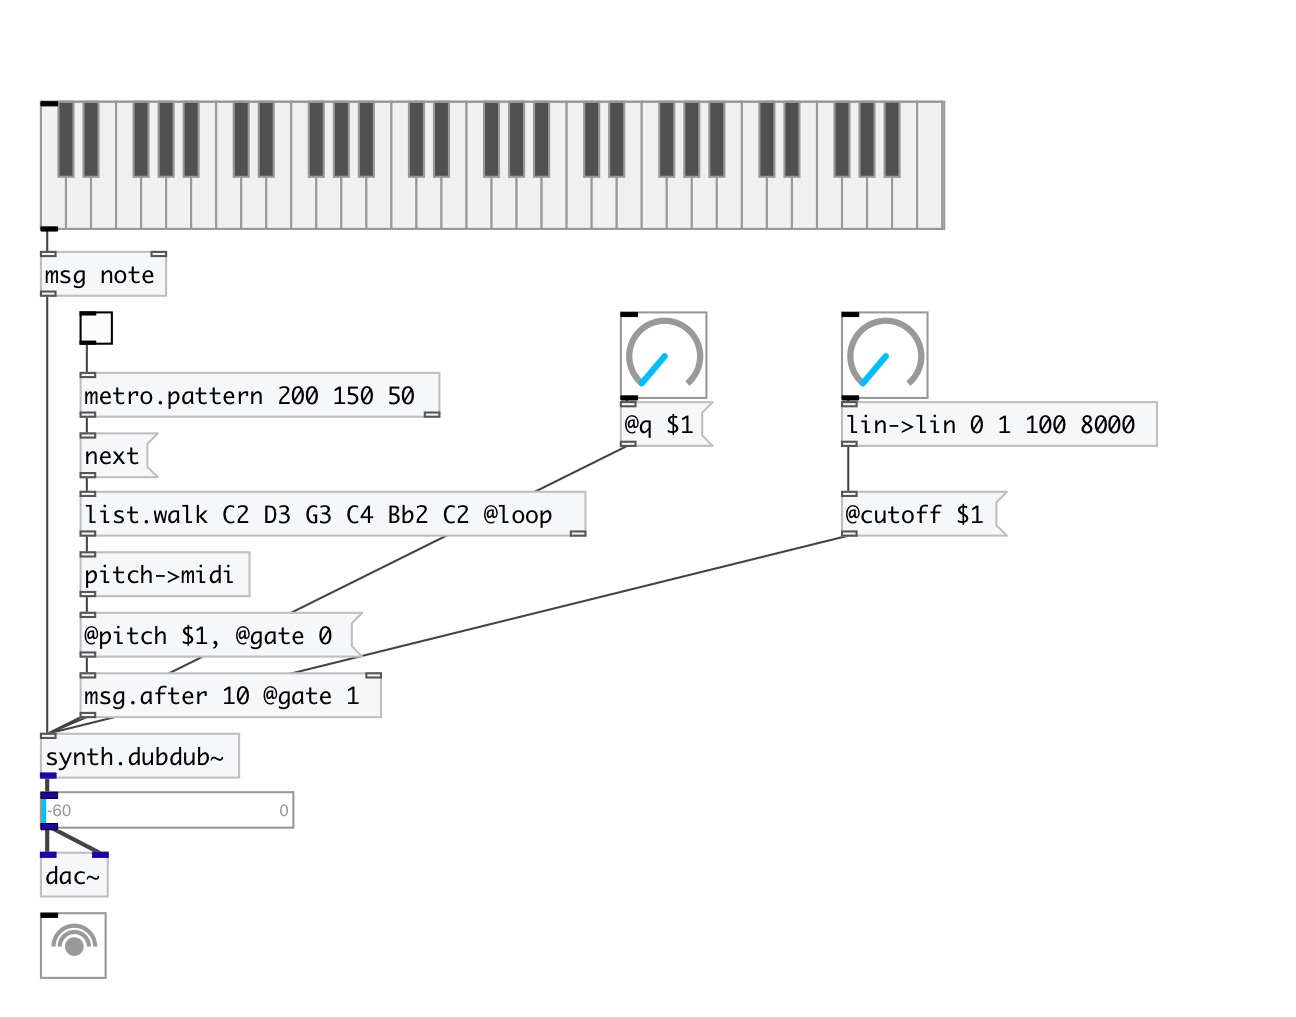 msg note
metro.pattern 200 150 50
@q $1
lin->lin 0 1 100 8000
next
list.walk C2 D3 G3 C4 Bb2 C2 @loop
@cutoff $1
pitch->midi
@pitch $1, @gate 0
msg.after 10 @gate 1
synth.dubdub~
-60 0
dac~